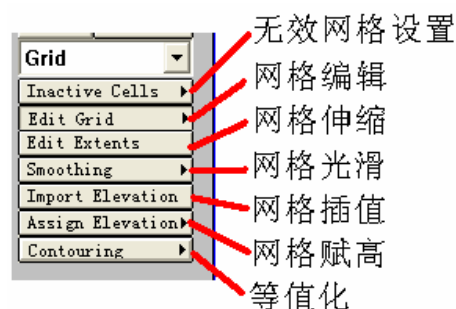 Grid
Inactive Cells
Edit Grid
Edit Extents
Smoothing
Import Elevation
Assign Elevation
Contouring
无效网格设置
网格编辑
网格伸缩
网格光滑
网格插值
网格赋高
等值化